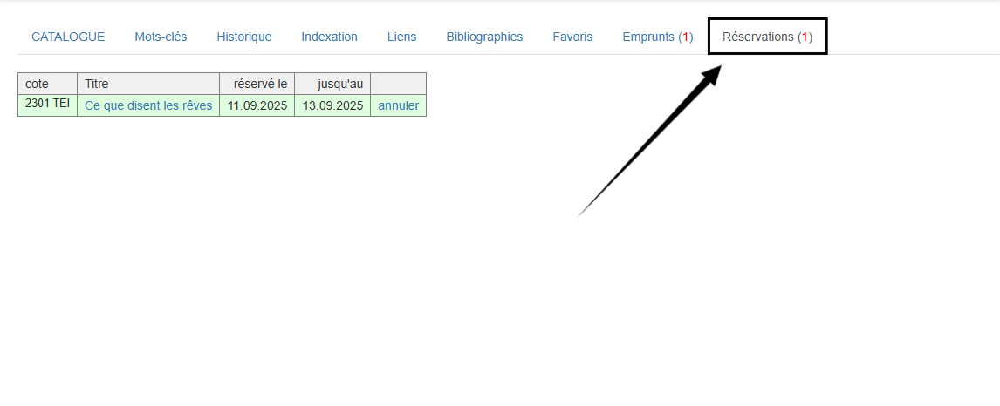 CATALOGUE Mots-clés Historique Indexation Liens Bibliographies Favoris Emprunts (1) Réservations (1)
cote Titre réservé le jusqu'au
2301 TEI Ce que disent les rêves 11.09.2025 13.09.2025 annuler